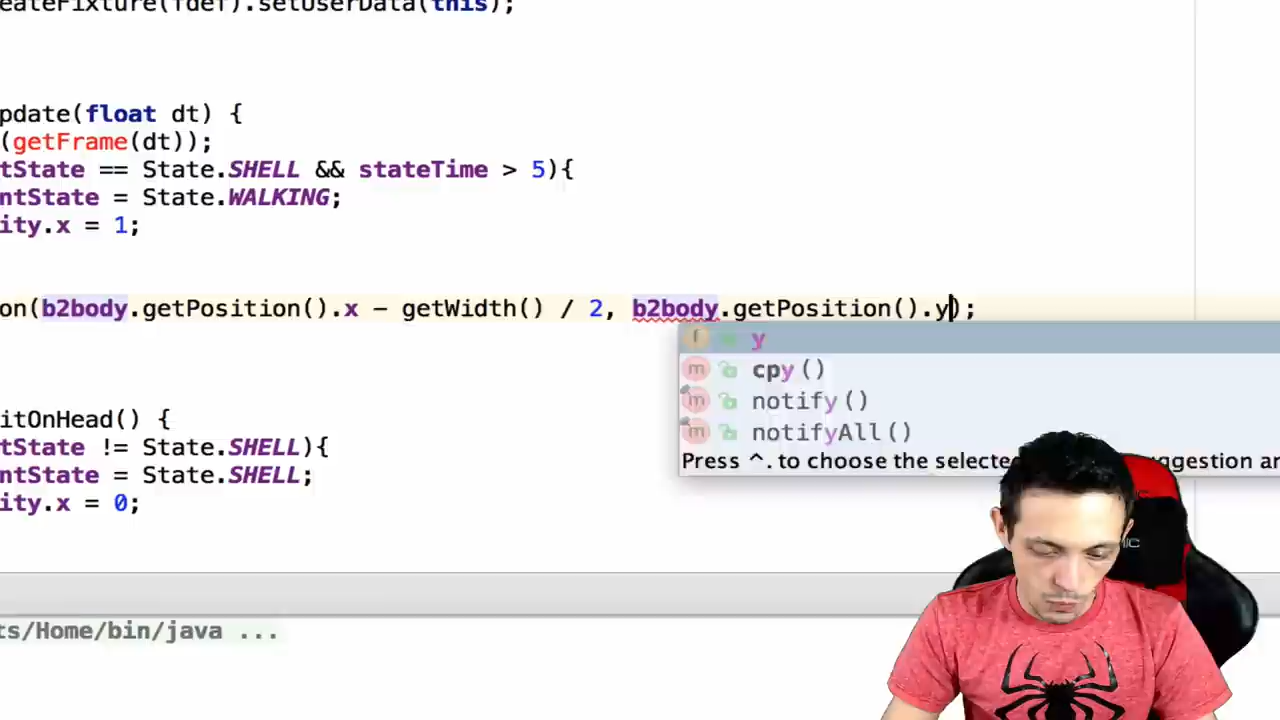 eateFixture(fdef).setUserData(this);
pdate(float dt) {
(getFrame(dt));
tState == State.SHELL && stateTime > 5){
ntState = State.WALKING;
ity.x = 1;
on(b2body.getPosition().x - getWidth() / 2, b2body.getPosition().y);
f y
m cpy()
m notify()
m notifyAll()
Press ^. to choose the selecte ggestion an
itOnHead() {
tState != State.SHELL){
ntState = State.SHELL;
ity.x = 0;
ts/Home/bin/java ...